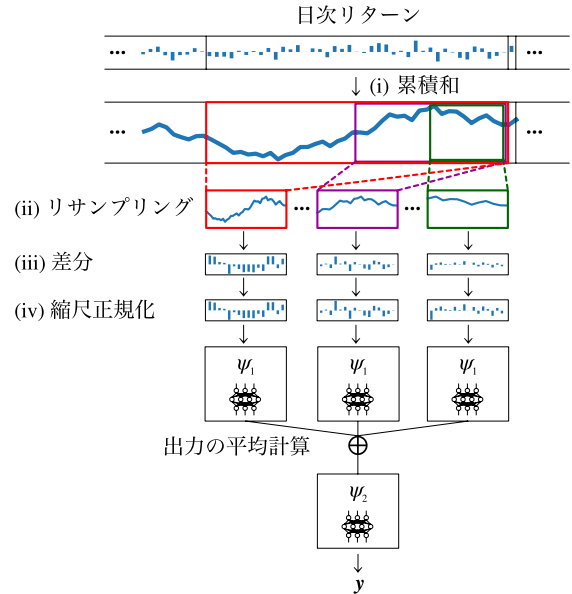 日次リターン
(i) 累積和
(ii) リサンプリング
(iii) 差分
(iv) 縮尺正規化
ψ₁ ψ₁ ψ₁
出力の平均計算
ψ₂
y